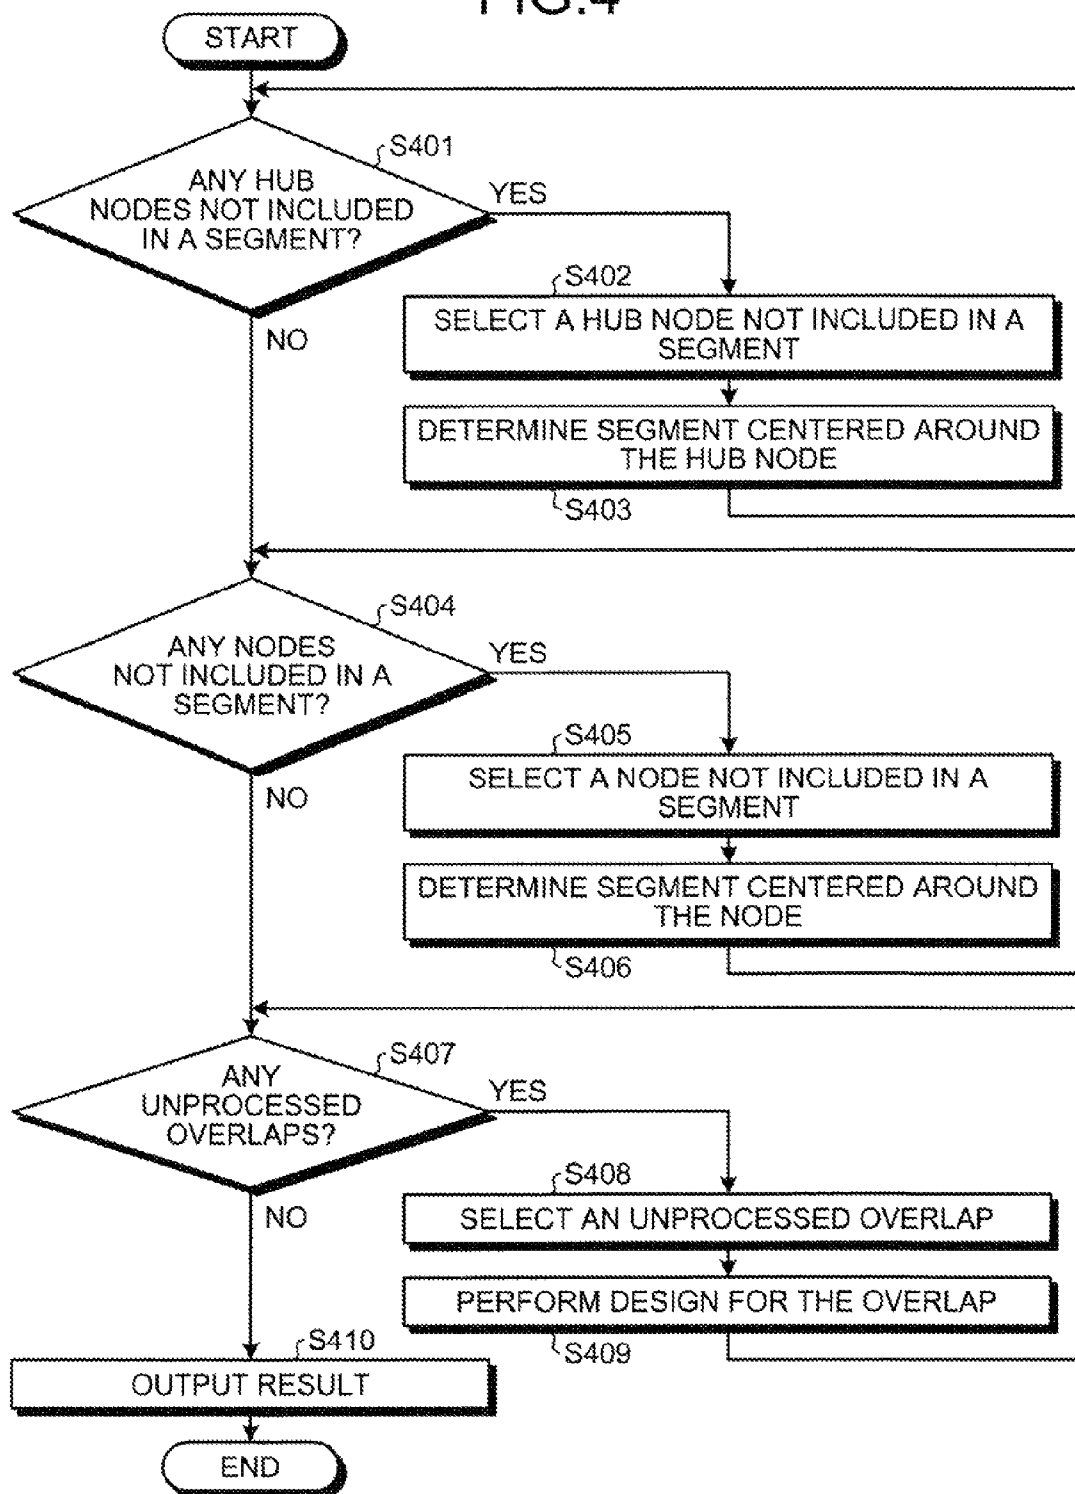 FIG.4
START
S401
ANY HUB
NODES NOT INCLUDED
IN A SEGMENT?
YES
NO
S402
SELECT A HUB NODE NOT INCLUDED IN A
SEGMENT
DETERMINE SEGMENT CENTERED AROUND
THE HUB NODE
S403
S404
ANY NODES
NOT INCLUDED IN A
SEGMENT?
YES
NO
S405
SELECT A NODE NOT INCLUDED IN A
SEGMENT
DETERMINE SEGMENT CENTERED AROUND
THE NODE
S406
S407
ANY
UNPROCESSED
OVERLAPS?
YES
NO
S408
SELECT AN UNPROCESSED OVERLAP
PERFORM DESIGN FOR THE OVERLAP
S409
S410
OUTPUT RESULT
END